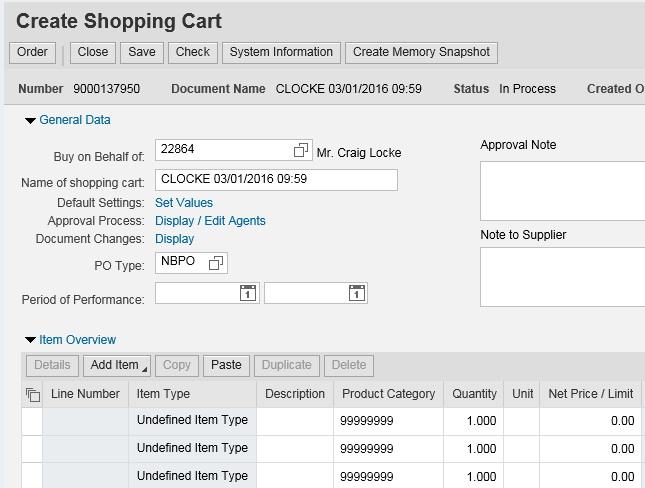 Create Shopping Cart
Order Close Save Check System Information Create Memory Snapshot
Number 9000137950 Document Name CLOCKE 03/01/2016 09:59 Status In Process Created O
General Data
Buy on Behalf of: 22864 Mr. Craig Locke
Approval Note
Name of shopping cart: CLOCKE 03/01/2016 09:59
Default Settings: Set Values
Approval Process: Display / Edit Agents
Document Changes: Display
Note to Supplier
PO Type: NBPO
Period of Performance: 1 1
Item Overview
Details Add Item Copy Paste Duplicate Delete
Line Number Item Type Description Product Category Quantity Unit Net Price / Limit
Undefined Item Type 99999999 1.000 0.00
Undefined Item Type 99999999 1.000 0.00
Undefined Item Type 99999999 1.000 0.00